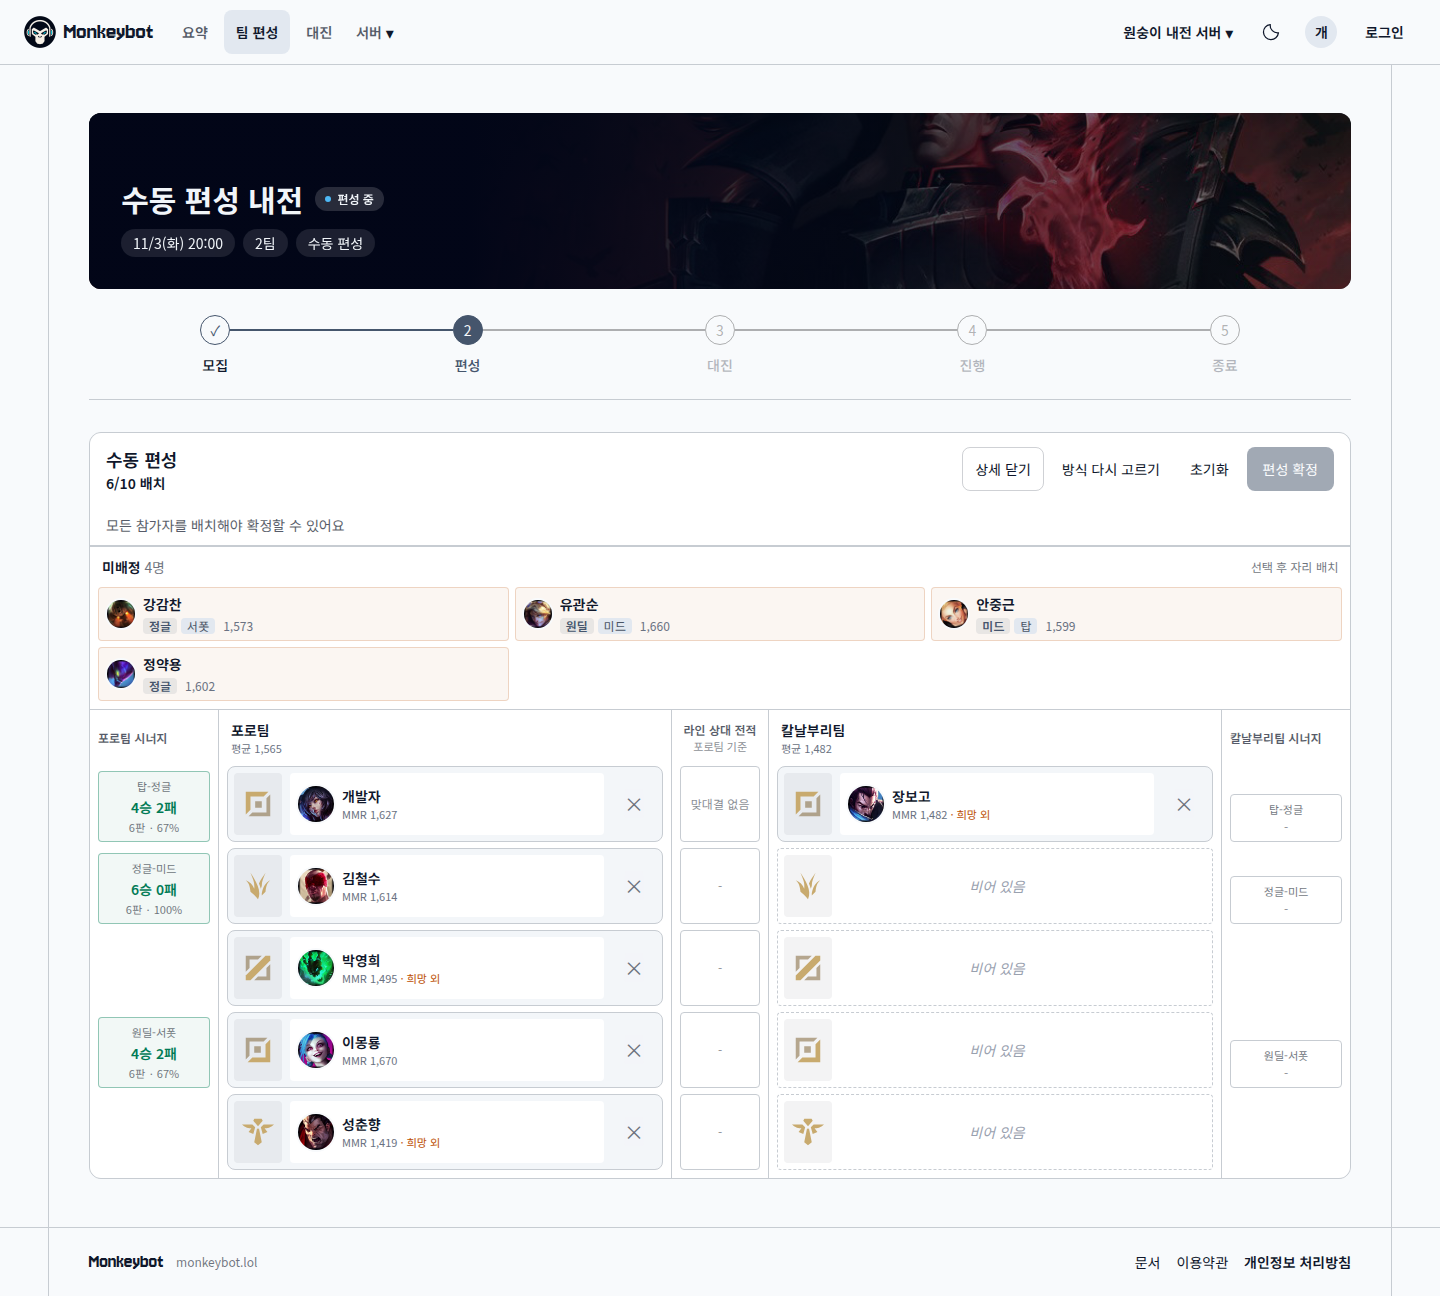 Monkeybot 요약 팀 편성 대진 서버 ▾ 원숭이 내전 서버 ▾ 개 로그인
수동 편성 내전 편성 중
11/3(화) 20:00 2팀 수동 편성
✓ 2 3 4 5
모집 편성 대진 진행 종료
수동 편성
6/10 배치
상세 닫기 방식 다시 고르기 초기화 편성 확정
모든 참가자를 배치해야 확정할 수 있어요
미배정 4명 선택 후 자리 배치
강감찬
정글 서폿 1,573
유관순
원딜 미드 1,660
안중근
미드 탑 1,599
정약용
정글 1,602
포로팀 시너지
탑-정글
4승 2패
6판 · 67%
정글-미드
6승 0패
6판 · 100%
원딜-서폿
4승 2패
6판 · 67%
포로팀
평균 1,565
개발자
MMR 1,627
김철수
MMR 1,614
박영희
MMR 1,495 · 희망 외
이몽룡
MMR 1,670
성춘향
MMR 1,419 · 희망 외
라인 상대 전적
포로팀 기준
맞대결 없음
-
-
-
-
칼날부리팀
평균 1,482
장보고
MMR 1,482 · 희망 외
비어 있음
비어 있음
비어 있음
비어 있음
칼날부리팀 시너지
탑-정글
-
정글-미드
-
원딜-서폿
-
Monkeybot monkeybot.lol 문서 이용약관 개인정보 처리방침